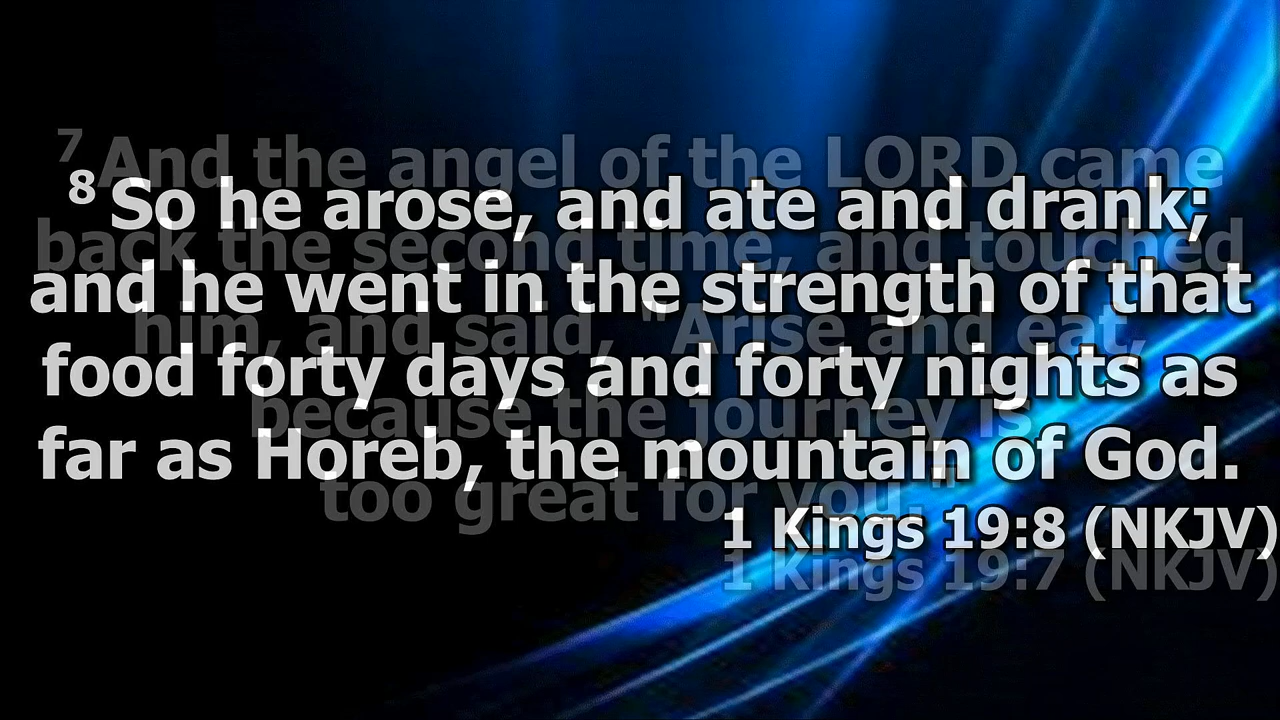 7 And the angel of the LORD came
back the second time, and touched
him, and said, "Arise and eat,
because the journey is
too great for you."
1 Kings 19:7 (NKJV)
8 So he arose, and ate and drank;
and he went in the strength of that
food forty days and forty nights as
far as Horeb, the mountain of God.
1 Kings 19:8 (NKJV)